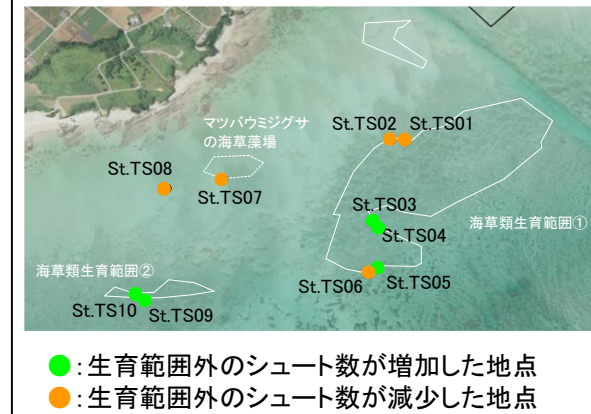 マツバウミジグサ
の海草藻場
St.TS02
St.TS01
St.TS08
St.TS07
St.TS03
海草類生育範囲①
St.TS04
海草類生育範囲②
St.TS06
St.TS05
St.TS10
St.TS09
●:生育範囲外のシュート数が増加した地点
●:生育範囲外のシュート数が減少した地点